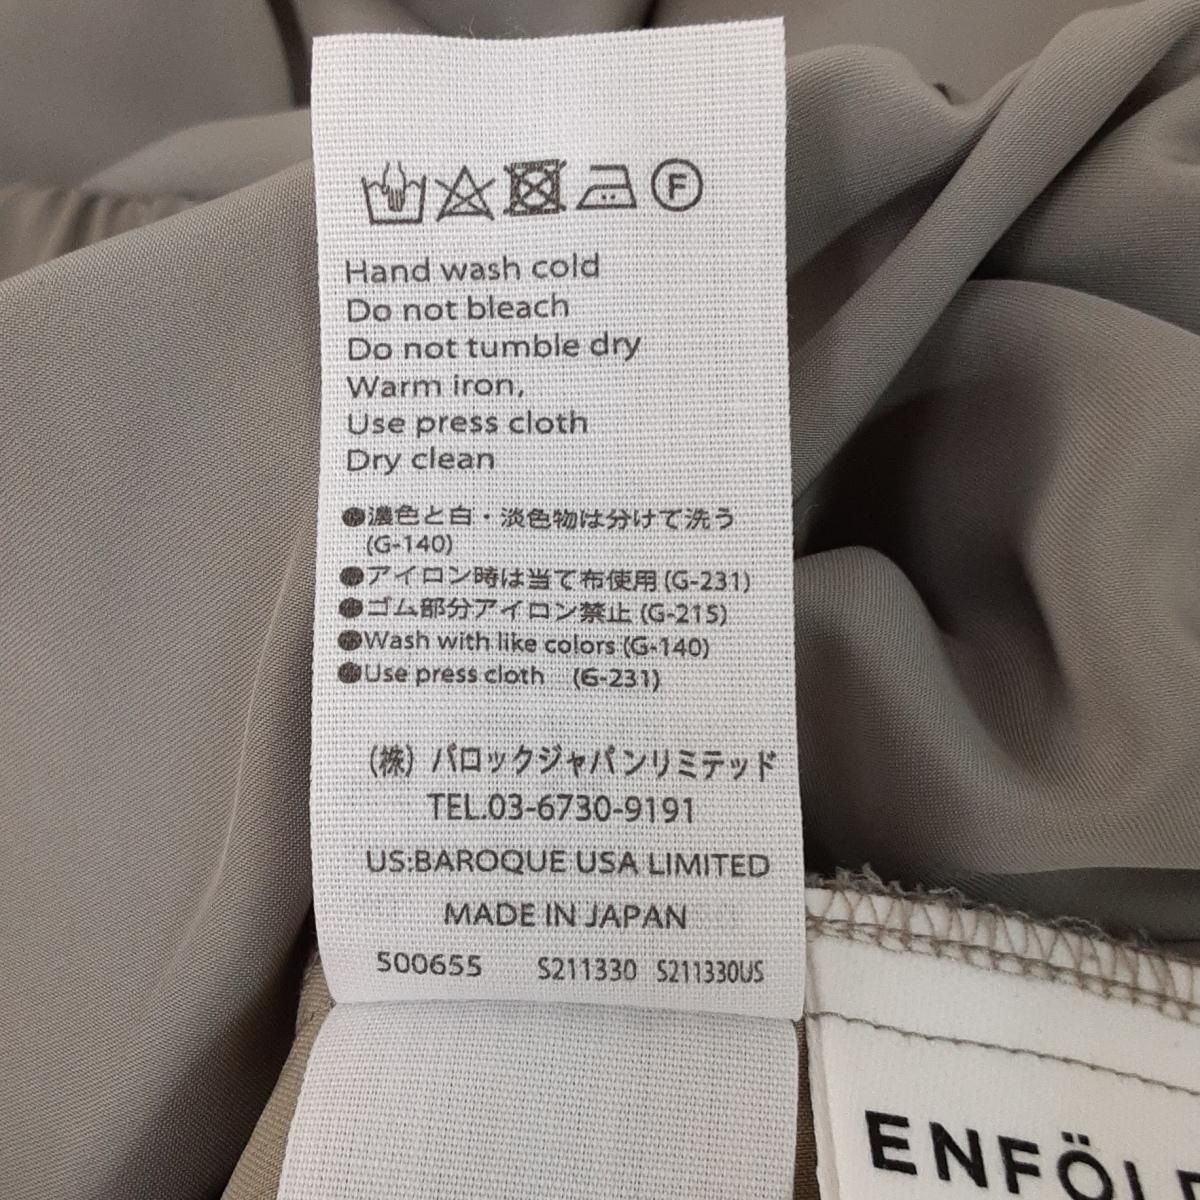 F
Hand wash cold
Do not bleach
Do not tumble dry
Warm iron,
Use press cloth
Dry clean
●濃色と白・淡色物は分けて洗う
(G-140)
●アイロン時は当て布使用(G-231)
●ゴム部分アイロン禁止(G-215)
●Wash with like colors (G-140)
●Use press cloth (G-231)
(株)バロックジャパンリミテッド
TEL.03-6730-9191
US:BAROQUE USA LIMITED
MADE IN JAPAN
500655 S211330 S211330US